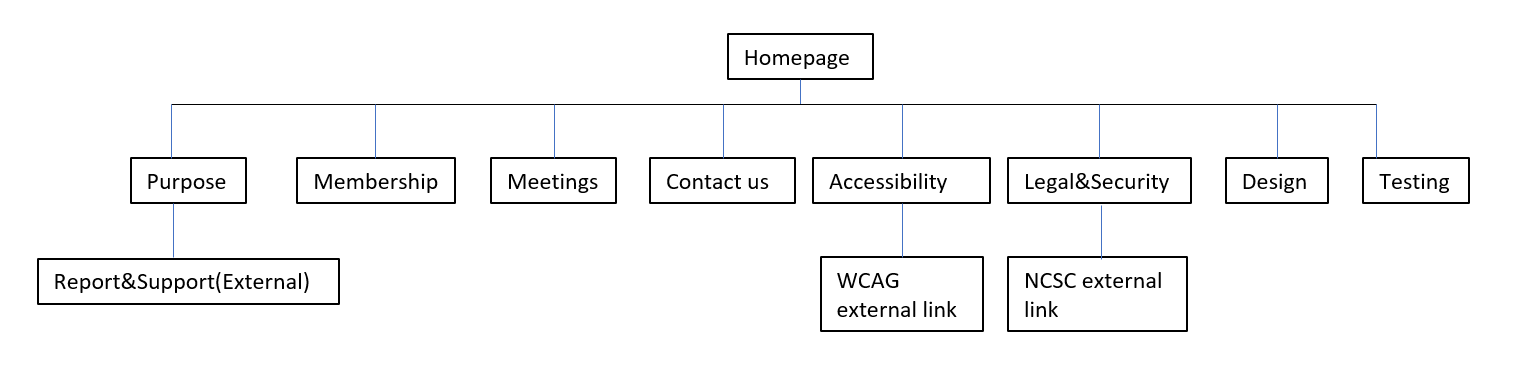 Homepage
Purpose
Membership
Meetings
Contact us
Accessibility
Legal&Security
Design
Testing
Report&Support(External)
WCAG
external link
NCSC external
link